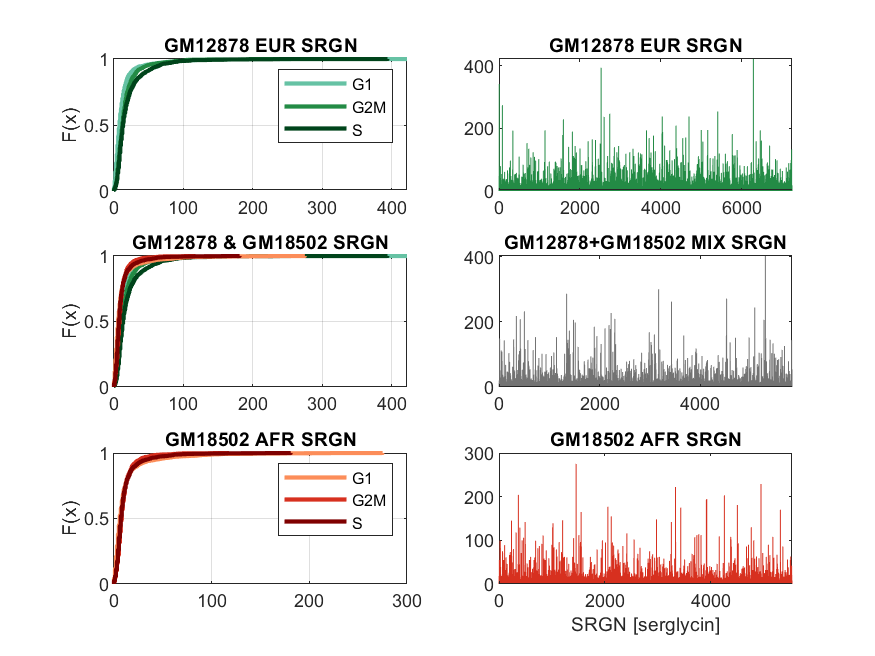 GM12878 EUR SRGN
F(x)
1
0.5
0
0
100
200
300
400
G1
G2M
S
GM12878 EUR SRGN
400
200
0
0
2000
4000
6000
GM12878 & GM18502 SRGN
F(x)
1
0.5
0
0
100
200
300
400
GM12878+GM18502 MIX SRGN
400
200
0
0
2000
4000
GM18502 AFR SRGN
F(x)
1
0.5
0
0
100
200
300
G1
G2M
S
GM18502 AFR SRGN
300
200
100
0
0
2000
4000
SRGN [serglycin]